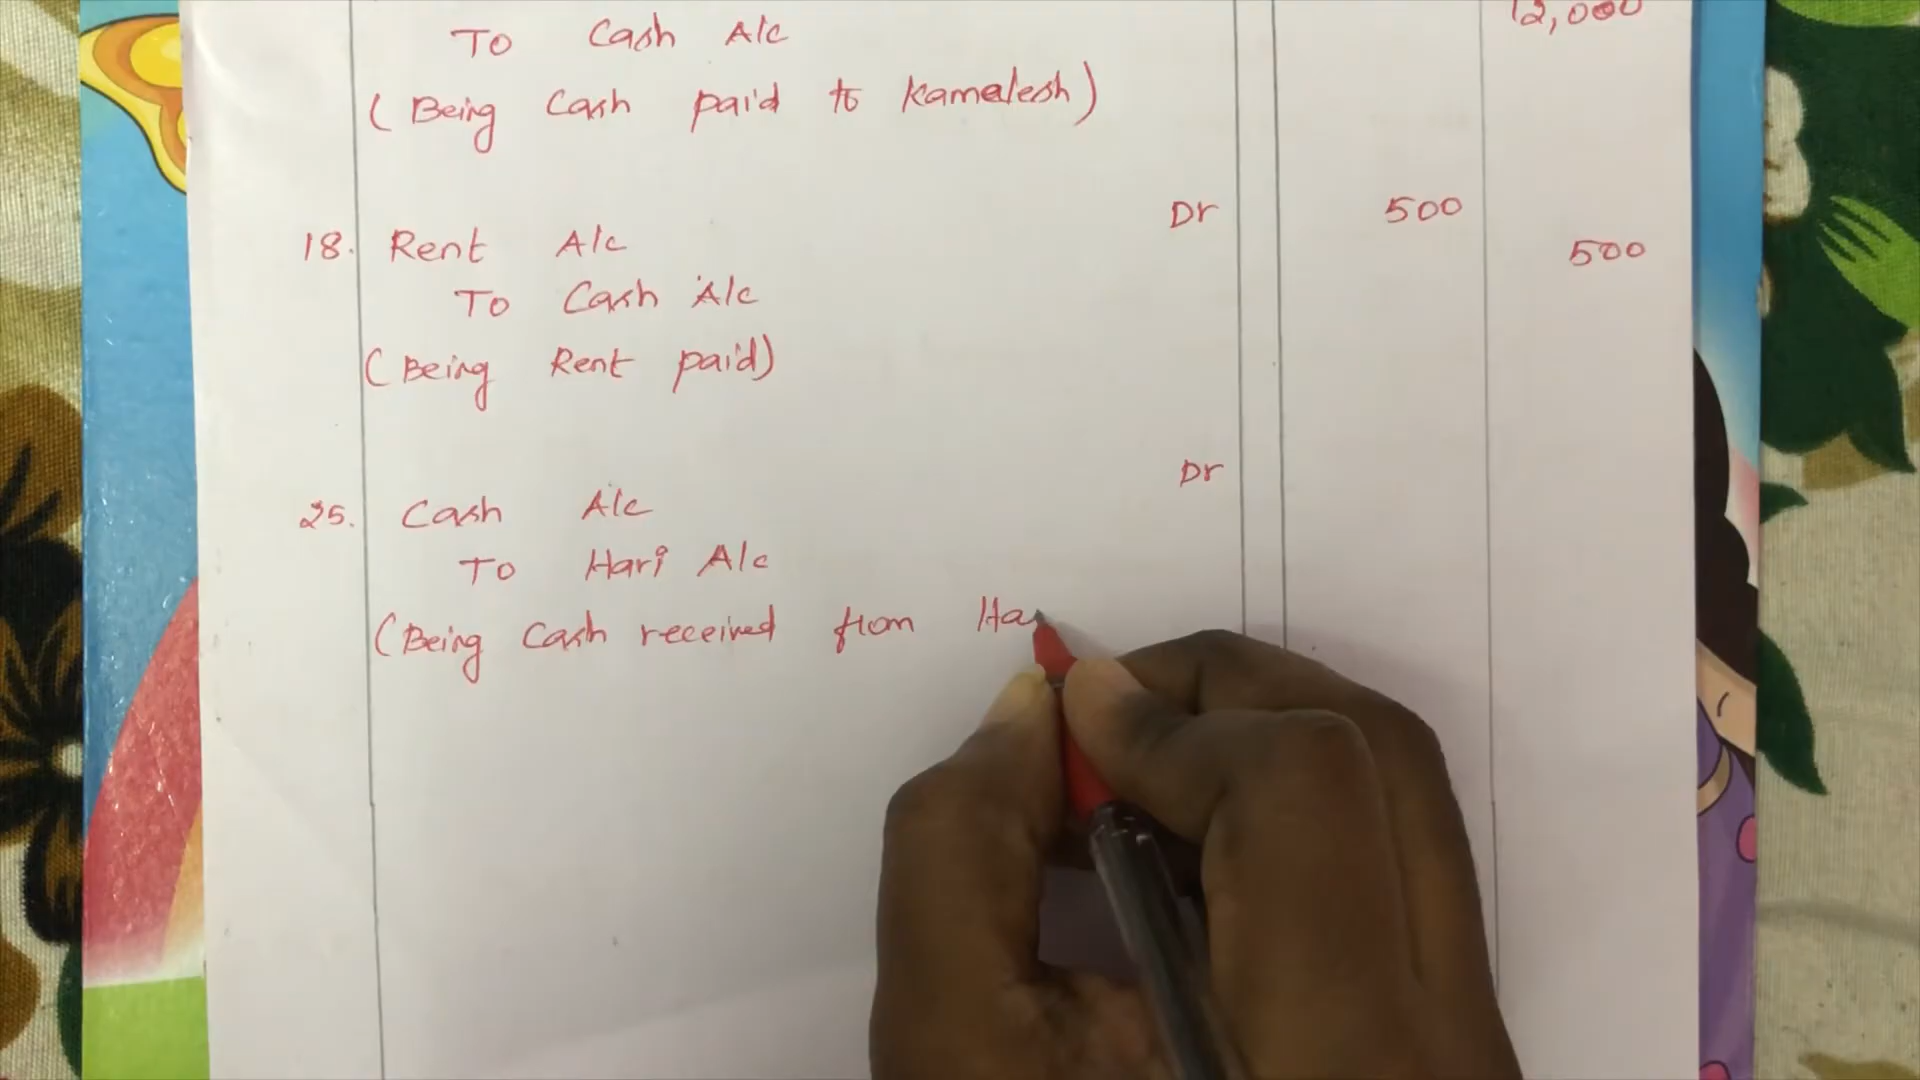 12,000
To Cash A/c
(Being Cash paid to Kamalesh)
18. Rent A/c Dr 500
To Cash A/c 500
(Being Rent paid)
25. Cash A/c Dr
To Hari A/c
(Being Cash received from Ha